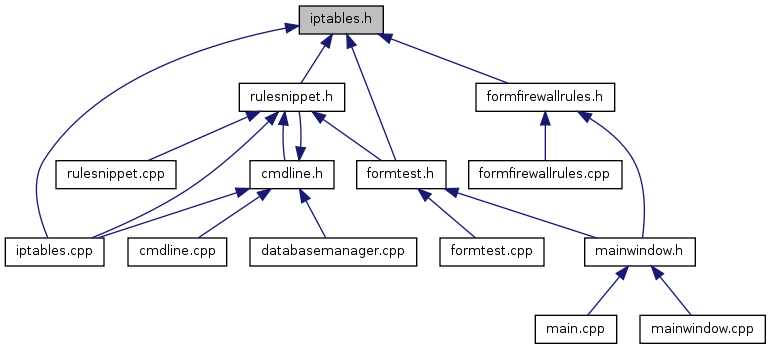 iptables.h
rulesnippet.h
formfirewallrules.h
rulesnippet.cpp
cmdline.h
formtest.h
formfirewallrules.cpp
iptables.cpp
cmdline.cpp
databasemanager.cpp
formtest.cpp
mainwindow.h
main.cpp
mainwindow.cpp